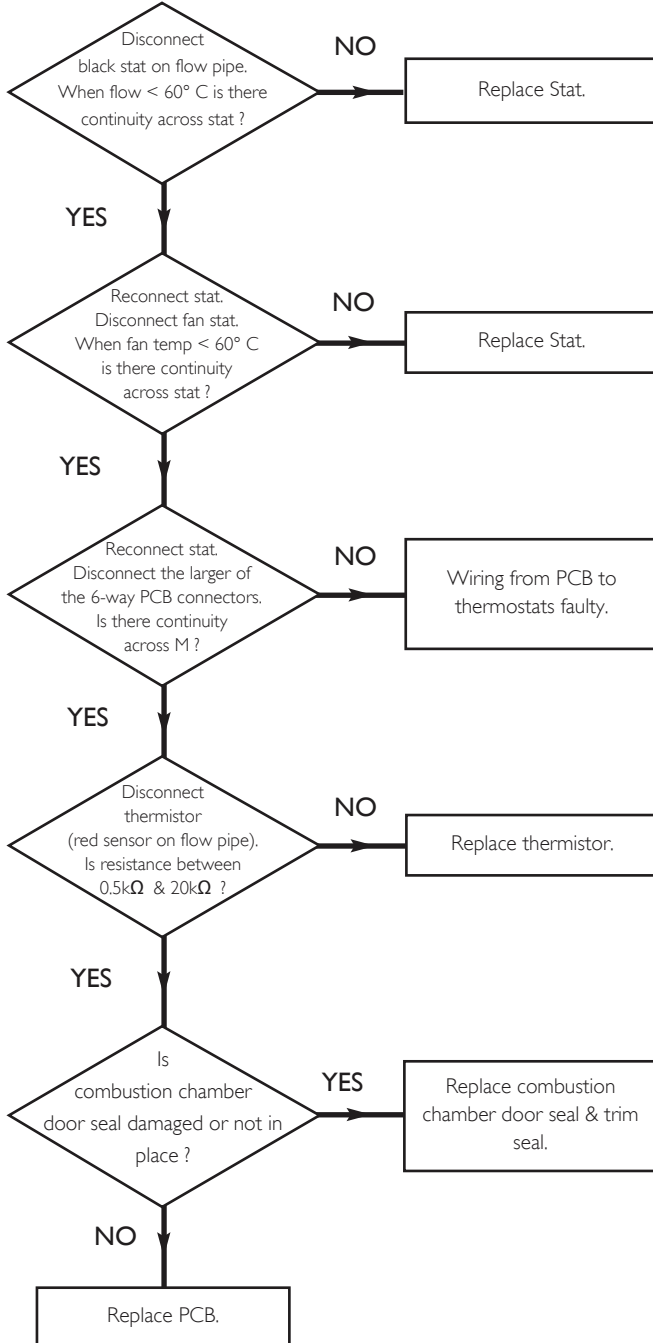 Disconnect
black stat on flow pipe.
When flow < 60° C is there
continuity across stat ?
NO
Replace Stat.
YES
Reconnect stat.
Disconnect fan stat.
When fan temp < 60° C
is there continuity
across stat ?
NO
Replace Stat.
YES
Reconnect stat.
Disconnect the larger of
the 6-way PCB connectors.
Is there continuity
across M ?
NO
Wiring from PCB to
thermostats faulty.
YES
Disconnect
thermistor
(red sensor on flow pipe).
Is resistance between
0.5kΩ & 20kΩ ?
NO
Replace thermistor.
YES
Is
combustion chamber
door seal damaged or not in
place ?
YES
Replace combustion
chamber door seal & trim
seal.
NO
Replace PCB.